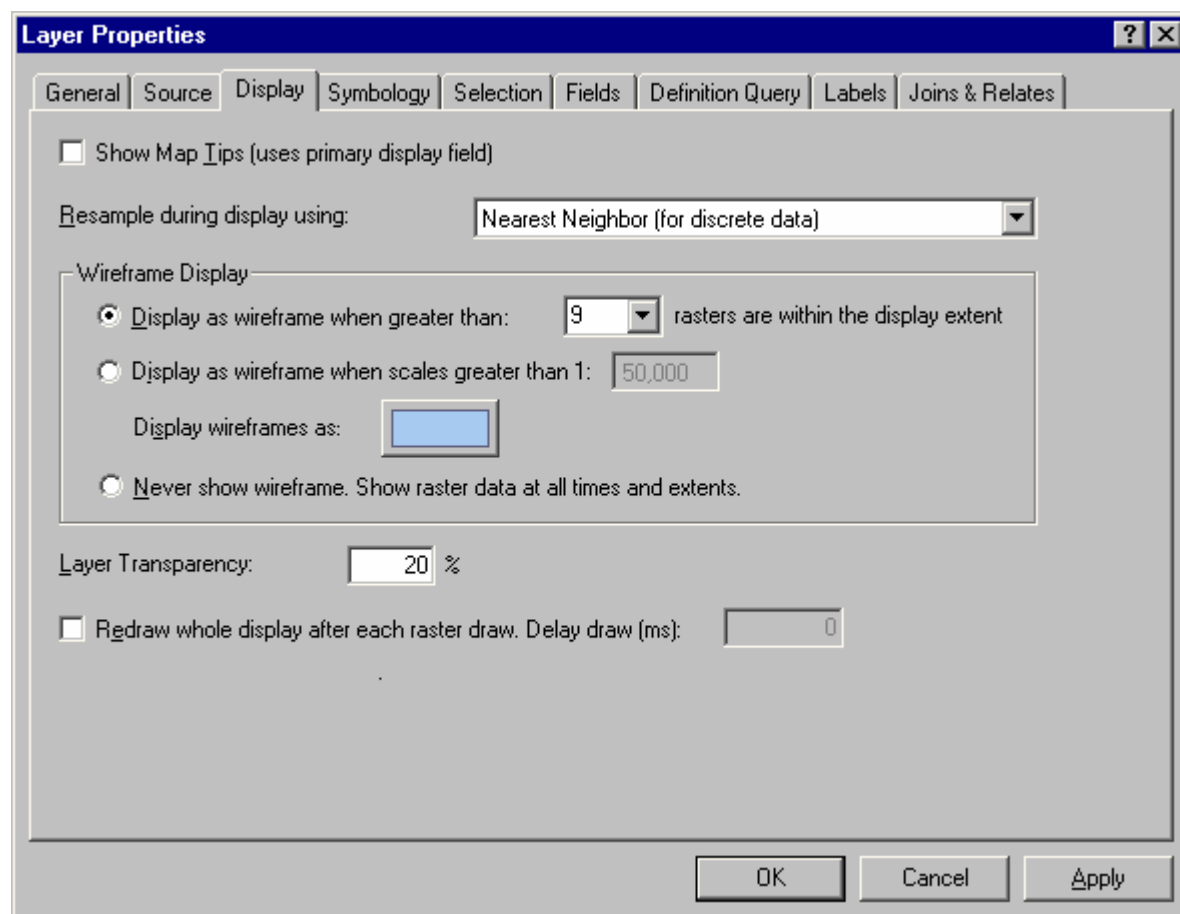 Layer Properties
General Source Display Symbology Selection Fields Definition Query Labels Joins & Relates
Show Map Tips (uses primary display field)
Resample during display using: Nearest Neighbor (for discrete data)
Wireframe Display
Display as wireframe when greater than: 9 rasters are within the display extent
Display as wireframe when scales greater than 1: 50,000
Display wireframes as:
Never show wireframe. Show raster data at all times and extents.
Layer Transparency: 20 %
Redraw whole display after each raster draw. Delay draw (ms): 0
OK Cancel Apply